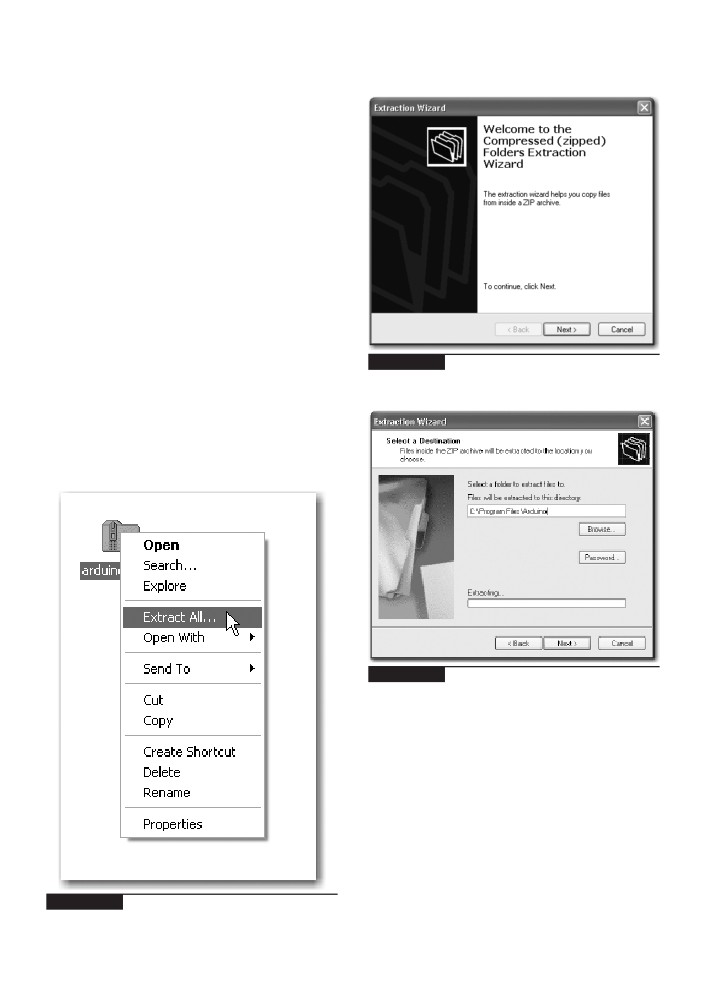 arduin
Open
Search...
Explore
Extract All...
Open With
Send To
Cut
Copy
Create Shortcut
Delete
Rename
Properties
Extraction Wizard
Welcome to the
Compressed (zipped)
Folders Extraction
Wizard
The extraction wizard helps you copy files
from inside a ZIP archive.
To continue, click Next.
< Back Next > Cancel
Extraction Wizard
Select a Destination
Files inside the ZIP archive will be extracted to the location you
choose.
Select a folder to extract files to.
Files will be extracted to this directory:
C:\Program Files\Arduino
Browse...
Password...
Extracting...
< Back Next > Cancel